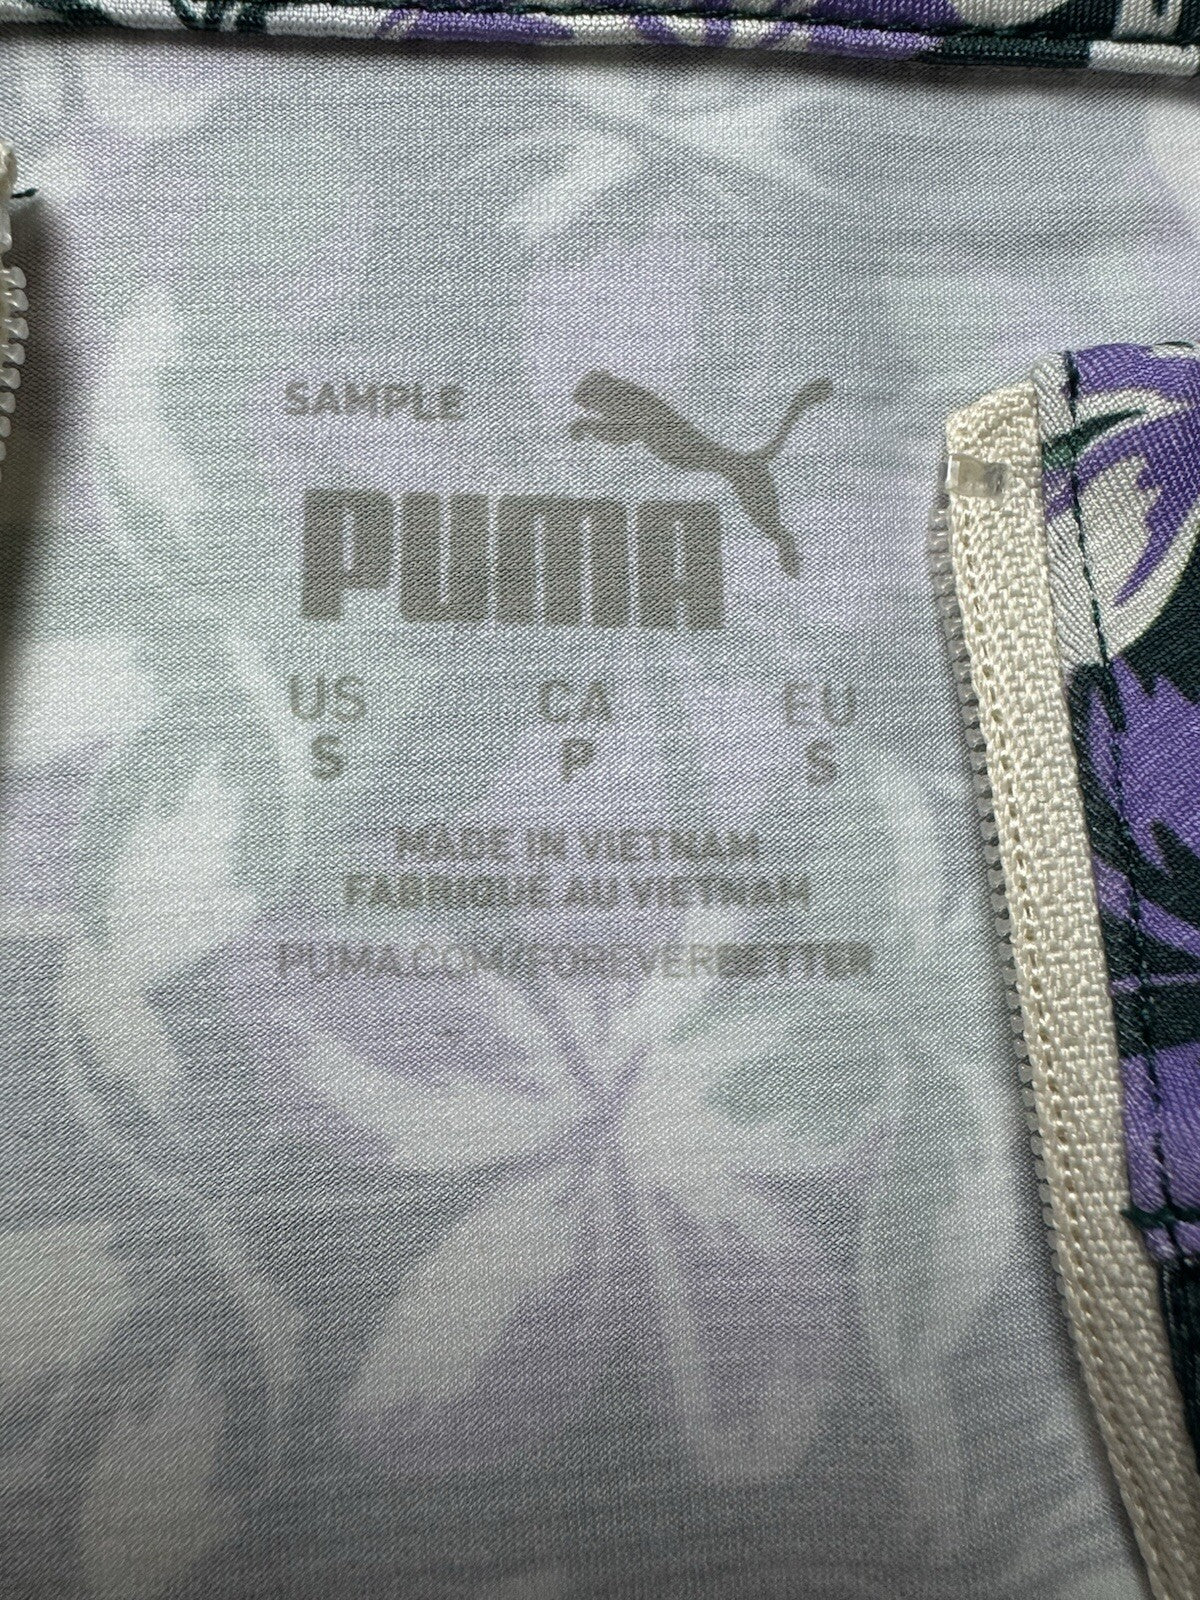 SAMPLE
PUMA
US CA EU
S P S
MADE IN VIETNAM
FABRIQUE AU VIETNAM
PUMA.COM/FOREVERBETTER